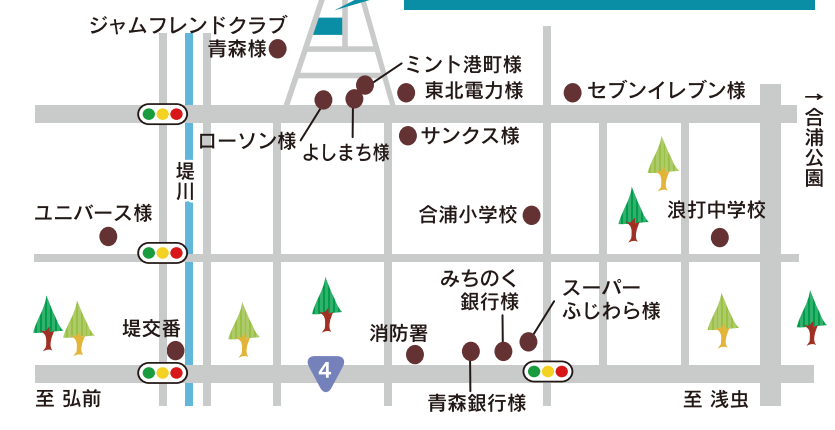 ジャムフレンドクラブ
青森様
ミント港町様
東北電力様
セブンイレブン様
→合浦公園
ローソン様
よしまち様
サンクス様
堤川
ユニバース様
合浦小学校
浪打中学校
みちのく
銀行様
スーパー
ふじわら様
堤交番
消防署
4
青森銀行様
至 弘前
至 浅虫